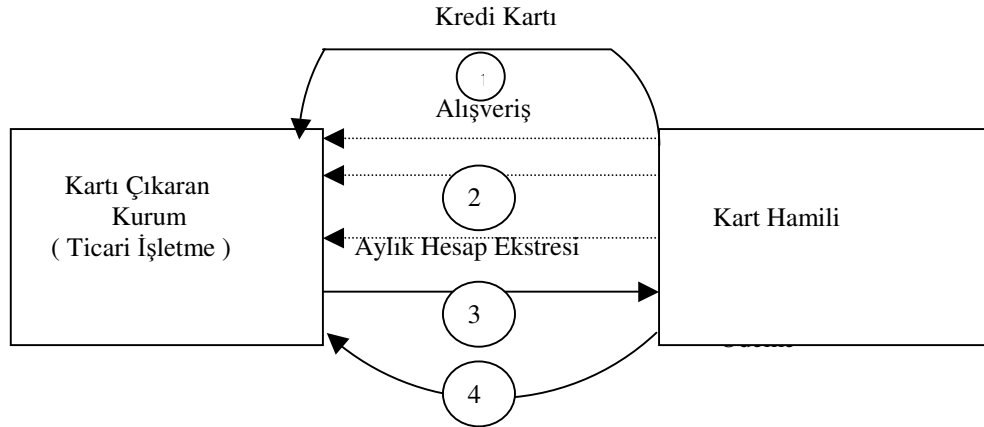 Kredi Kartı
1
Alışveriş
Kartı Çıkaran
Kurum
( Ticari İşletme )
2
Kart Hamili
Aylık Hesap Ekstresi
3
4